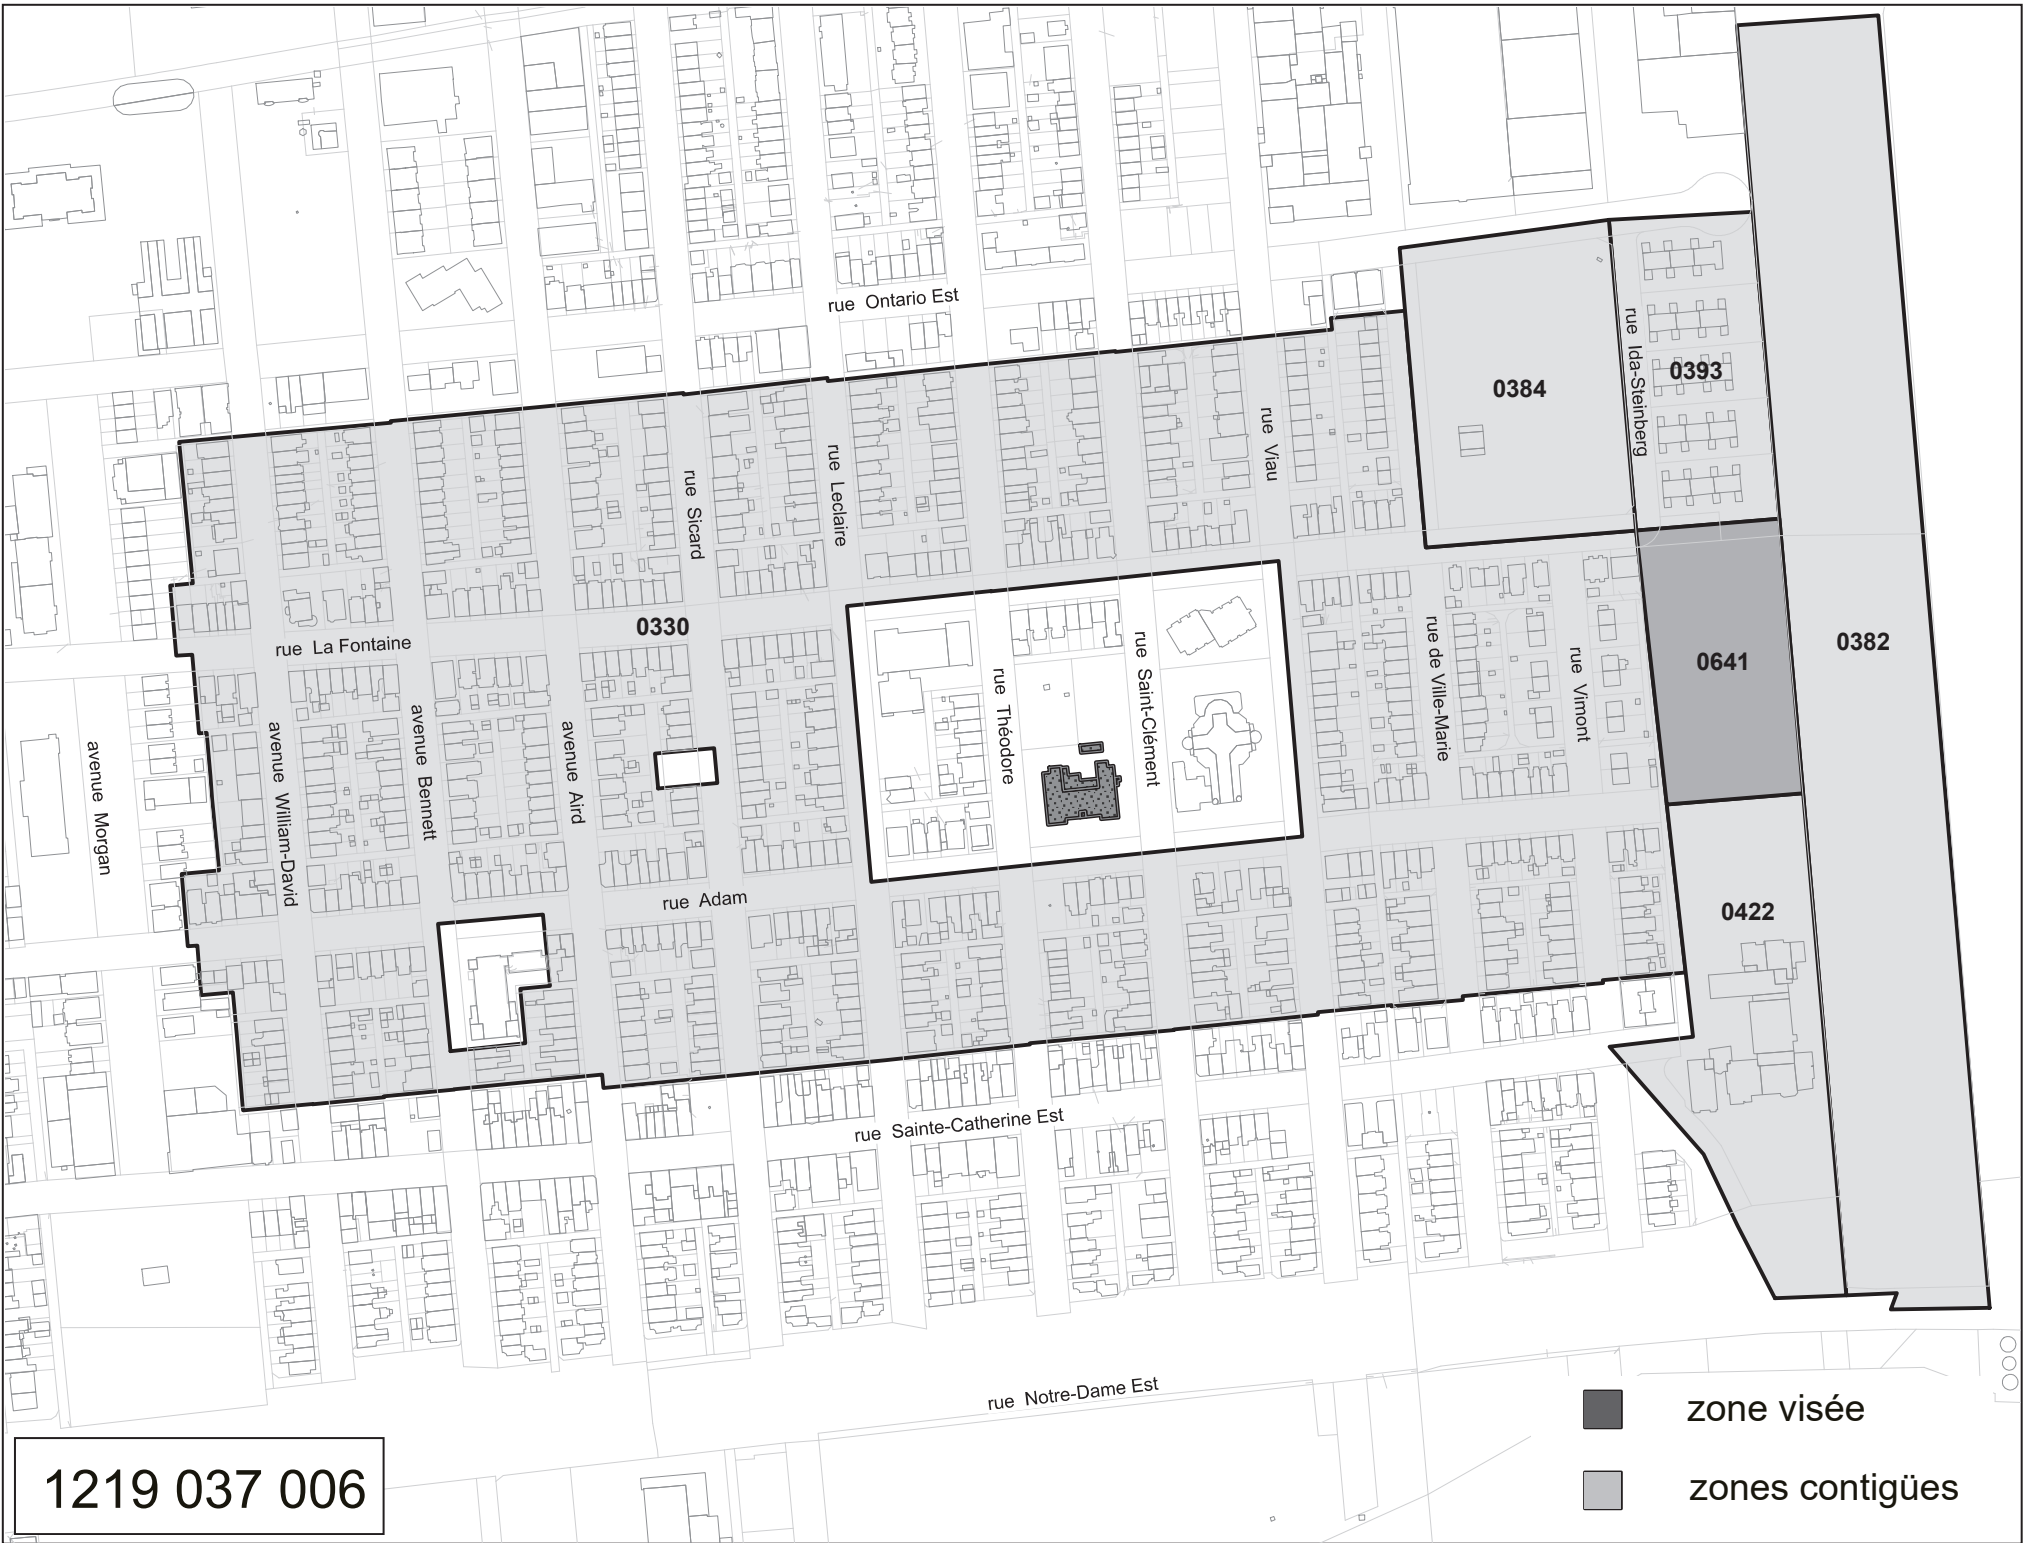 rue Ontario Est
rue Ida-Steinberg
0393
0384
rue Viau
rue Leclaire
rue Sicard
0330
rue La Fontaine
rue Saint-Clément
rue de Ville-Marie
rue Vimont
0641
0382
rue Théodore
avenue Morgan
avenue William-David
avenue Bennett
avenue Aird
rue Adam
0422
rue Sainte-Catherine Est
rue Notre-Dame Est
zone visée
zones contigües
1219 037 006